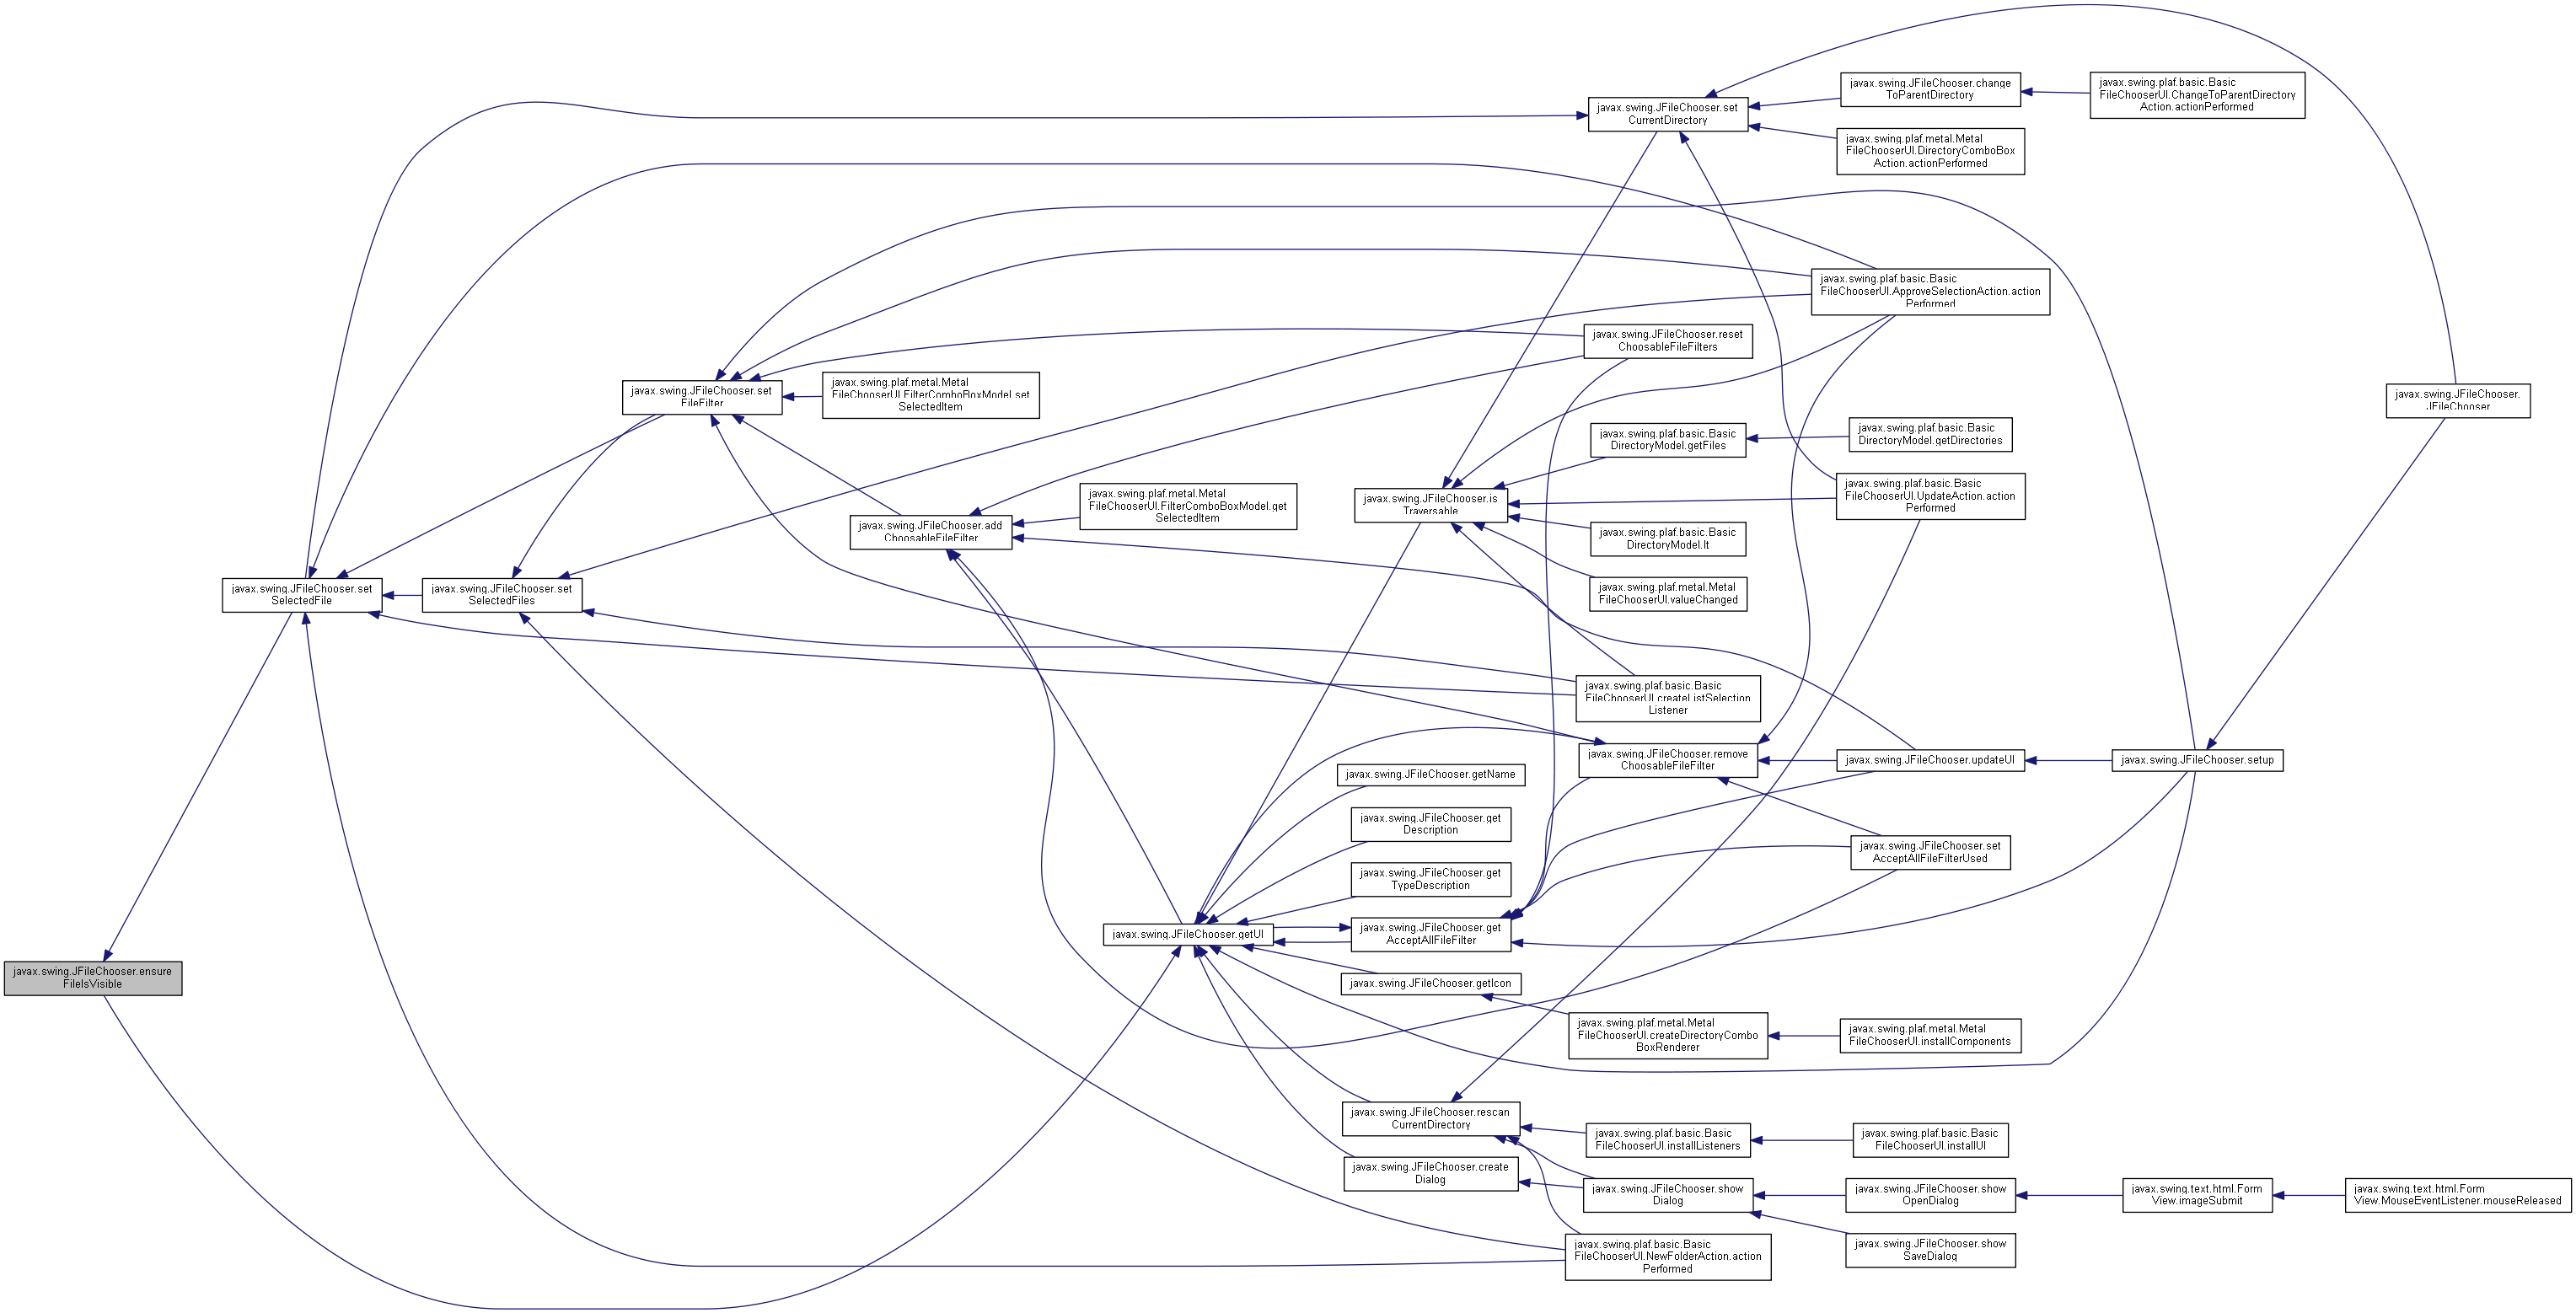 javax.swing.JFileChooser.ensure
FileIsVisible
javax.swing.JFileChooser.set
SelectedFile
javax.swing.JFileChooser.set
SelectedFiles
javax.swing.JFileChooser.set
FileFilter
javax.swing.plaf.metal.Metal
FileChooserUI.FilterComboBoxModel.set
SelectedItem
javax.swing.JFileChooser.add
ChoosableFileFilter
javax.swing.plaf.metal.Metal
FileChooserUI.FilterComboBoxModel.get
SelectedItem
javax.swing.JFileChooser.getUI
javax.swing.JFileChooser.is
Traversable
javax.swing.JFileChooser.getName
javax.swing.JFileChooser.get
Description
javax.swing.JFileChooser.get
TypeDescription
javax.swing.JFileChooser.get
AcceptAllFileFilter
javax.swing.JFileChooser.getIcon
javax.swing.JFileChooser.rescan
CurrentDirectory
javax.swing.JFileChooser.create
Dialog
javax.swing.JFileChooser.set
CurrentDirectory
javax.swing.JFileChooser.reset
ChoosableFileFilters
javax.swing.plaf.basic.Basic
DirectoryModel.getFiles
javax.swing.plaf.basic.Basic
DirectoryModel.lt
javax.swing.plaf.metal.Metal
FileChooserUI.valueChanged
javax.swing.plaf.basic.Basic
FileChooserUI.createListSelection
Listener
javax.swing.JFileChooser.remove
ChoosableFileFilter
javax.swing.plaf.metal.Metal
FileChooserUI.createDirectoryCombo
BoxRenderer
javax.swing.plaf.basic.Basic
FileChooserUI.installListeners
javax.swing.JFileChooser.show
Dialog
javax.swing.plaf.basic.Basic
FileChooserUI.NewFolderAction.action
Performed
javax.swing.JFileChooser.change
ToParentDirectory
javax.swing.plaf.metal.Metal
FileChooserUI.DirectoryComboBox
Action.actionPerformed
javax.swing.plaf.basic.Basic
FileChooserUI.ApproveSelectionAction.action
Performed
javax.swing.plaf.basic.Basic
DirectoryModel.getDirectories
javax.swing.plaf.basic.Basic
FileChooserUI.UpdateAction.action
Performed
javax.swing.JFileChooser.updateUI
javax.swing.JFileChooser.set
AcceptAllFileFilterUsed
javax.swing.plaf.metal.Metal
FileChooserUI.installComponents
javax.swing.plaf.basic.Basic
FileChooserUI.installUI
javax.swing.JFileChooser.show
OpenDialog
javax.swing.JFileChooser.show
SaveDialog
javax.swing.plaf.basic.Basic
FileChooserUI.ChangeToParentDirectory
Action.actionPerformed
javax.swing.JFileChooser.setup
javax.swing.text.html.Form
View.imageSubmit
javax.swing.JFileChooser.
JFileChooser
javax.swing.text.html.Form
View.MouseEventListener.mouseReleased